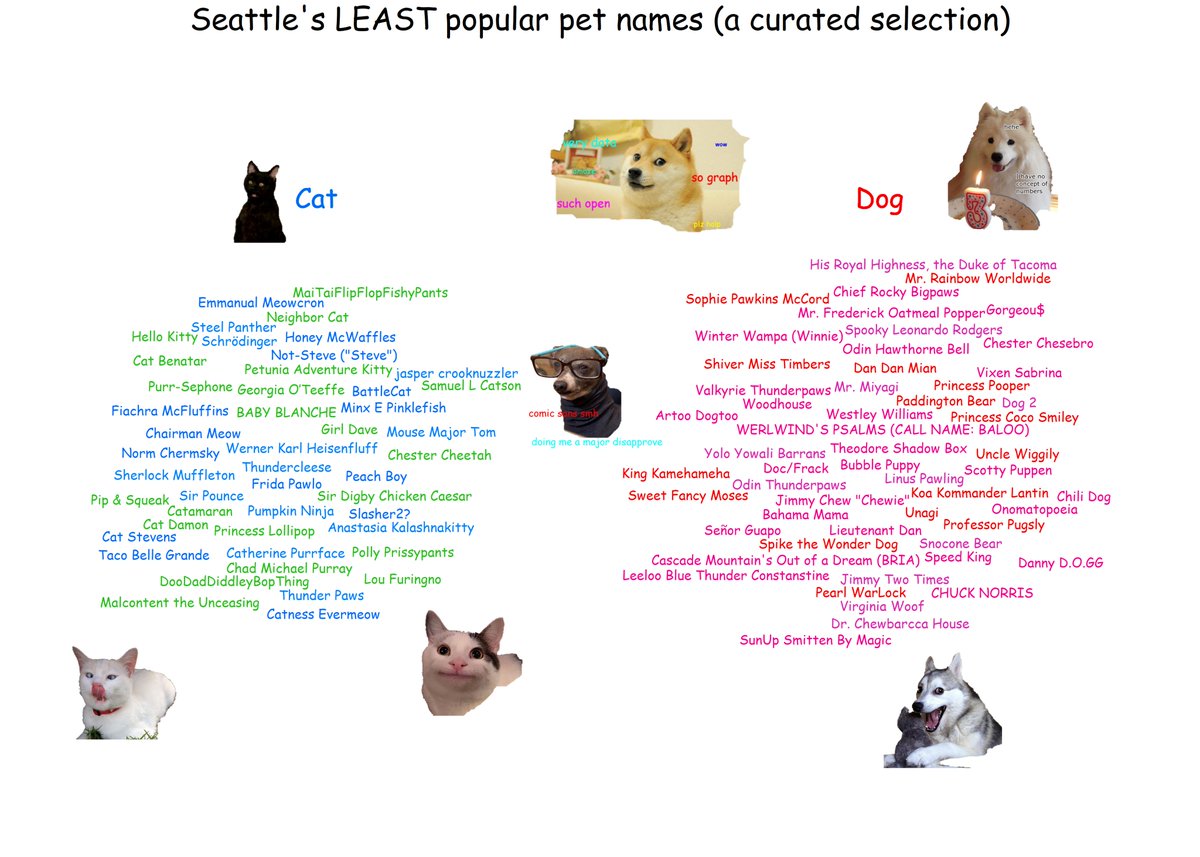 Seattle's LEAST popular pet names (a curated selection)
very data
wow
so graph
such open
plz help
hehe
I have no
concept of
numbers
3
Cat
Dog
MaiTaiFlipFlopFishyPants
Emmanual Meowcron
Neighbor Cat
Steel Panther
Hello Kitty
Schrödinger
Honey McWaffles
Not-Steve ("Steve")
Cat Benatar
Petunia Adventure Kitty
jasper crooknuzzler
Purr-Sephone
Georgia O'Teeffe
BattleCat
Samuel L Catson
Fiachra McFluffins
BABY BLANCHE
Minx E Pinklefish
Chairman Meow
Girl Dave
Mouse Major Tom
Norm Chermsky
Werner Karl Heisenfluff
Chester Cheetah
Thundercleese
Sherlock Muffleton
Frida Pawlo
Peach Boy
Pip & Squeak
Sir Pounce
Sir Digby Chicken Caesar
Catamaran
Pumpkin Ninja
Slasher2?
Cat Damon
Princess Lollipop
Anastasia Kalashnakitty
Cat Stevens
Taco Belle Grande
Catherine Purrface
Polly Prissypants
Chad Michael Purray
DooDadDiddleyBopThing
Lou Furingno
Malcontent the Unceasing
Thunder Paws
Catness Evermeow
comic sans smh
doing me a major disapprove
His Royal Highness, the Duke of Tacoma
Mr. Rainbow Worldwide
Sophie Pawkins McCord
Chief Rocky Bigpaws
Mr. Frederick Oatmeal Popper
Gorgeou$
Winter Wampa (Winnie)
Spooky Leonardo Rodgers
Odin Hawthorne Bell
Chester Chesebro
Shiver Miss Timbers
Dan Dan Mian
Vixen Sabrina
Valkyrie Thunderpaws
Mr. Miyagi
Princess Pooper
Woodhouse
Paddington Bear
Dog 2
Artoo Dogtoo
Westley Williams
Princess Coco Smiley
WERLWIND'S PSALMS (CALL NAME: BALOO)
Yolo Yowali Barrans
Theodore Shadow Box
Uncle Wiggily
King Kamehameha
Doc/Frack
Bubble Puppy
Scotty Puppen
Odin Thunderpaws
Linus Pawling
Sweet Fancy Moses
Jimmy Chew "Chewie"
Koa Kommander Lantin
Chili Dog
Bahama Mama
Unagi
Onomatopoeia
Señor Guapo
Lieutenant Dan
Professor Pugsly
Spike the Wonder Dog
Snocone Bear
Cascade Mountain's Out of a Dream (BRIA)
Speed King
Danny D.O.GG
Leeloo Blue Thunder Constanstine
Jimmy Two Times
Pearl WarLock
CHUCK NORRIS
Virginia Woof
Dr. Chewbarcca House
SunUp Smitten By Magic